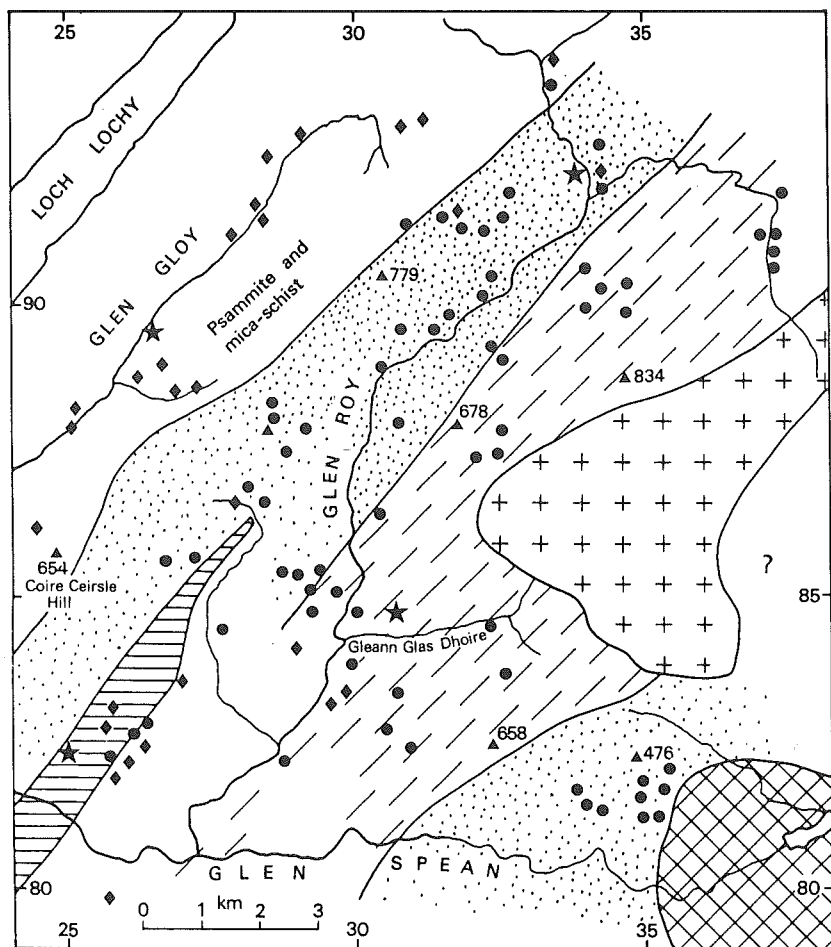 25 30 35
LOCH LOCHY
GLEN GLOY
Psammite and
mica-schist
779
90
GLEN ROY
834
678
654
Coire Ceirsle
Hill
?
85
Gleann Glas Dhoire
658
476
GLEN SPEAN
80 80
0 1 2 3
km
25 30 35